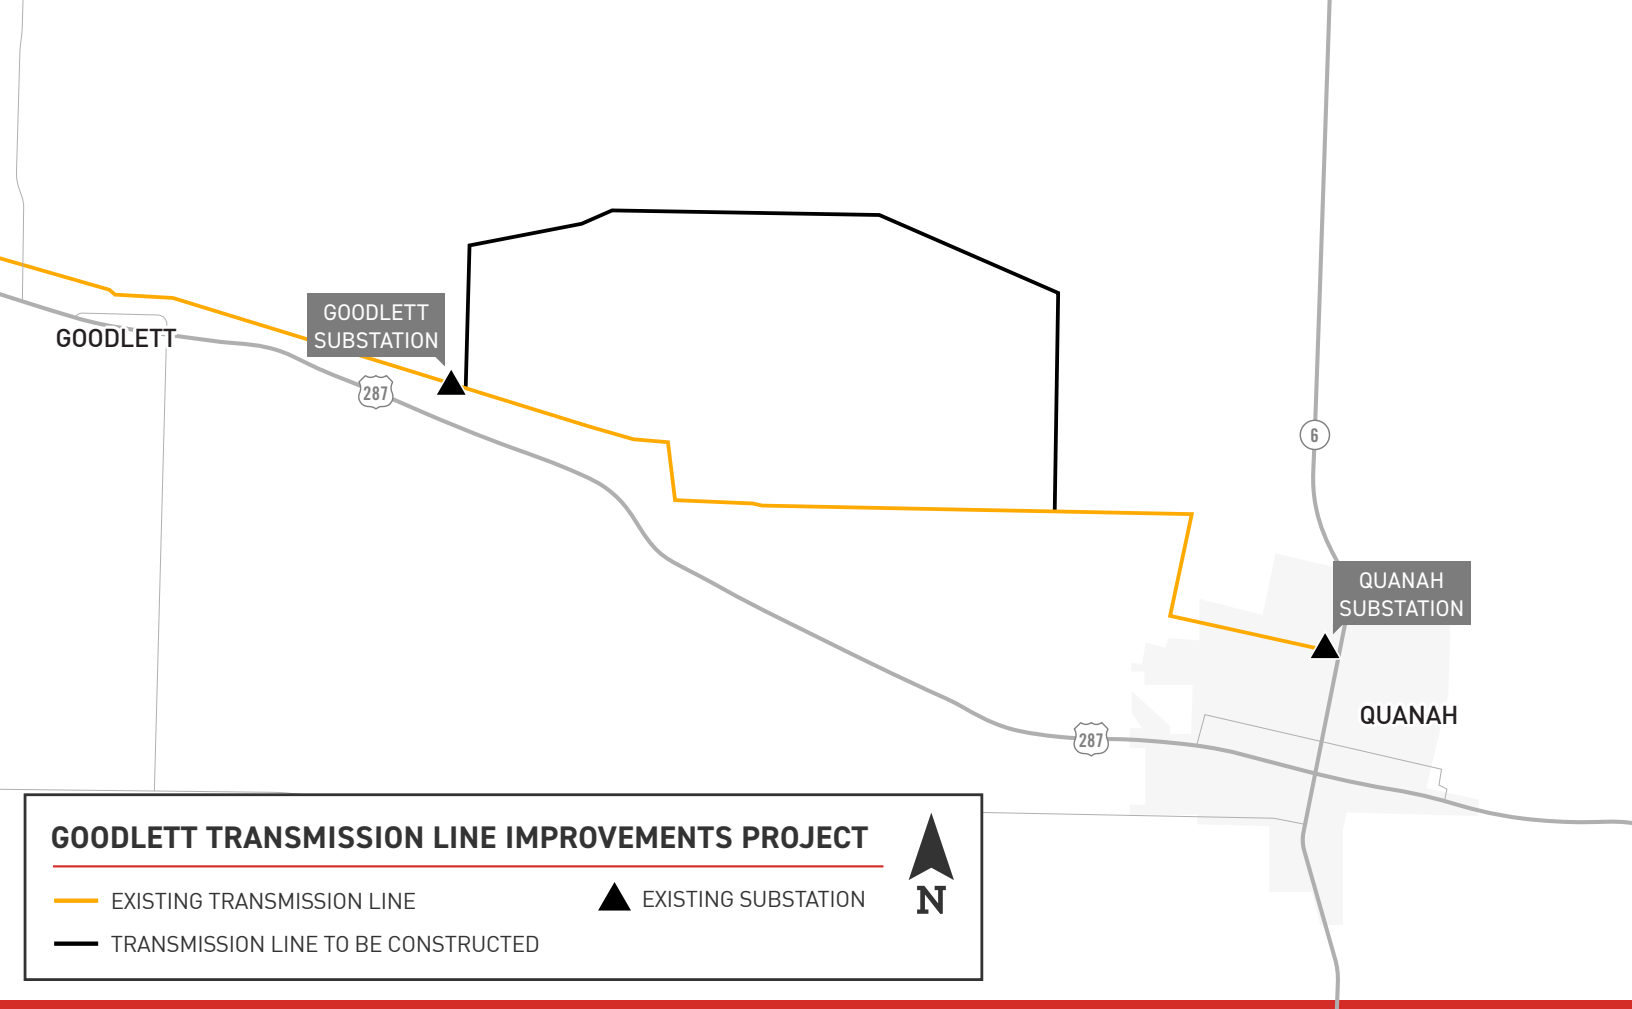 GOODLETT
SUBSTATION
GOODLETT
287
6
QUANAH
SUBSTATION
QUANAH
287
GOODLETT TRANSMISSION LINE IMPROVEMENTS PROJECT
EXISTING TRANSMISSION LINE
EXISTING SUBSTATION
TRANSMISSION LINE TO BE CONSTRUCTED
N